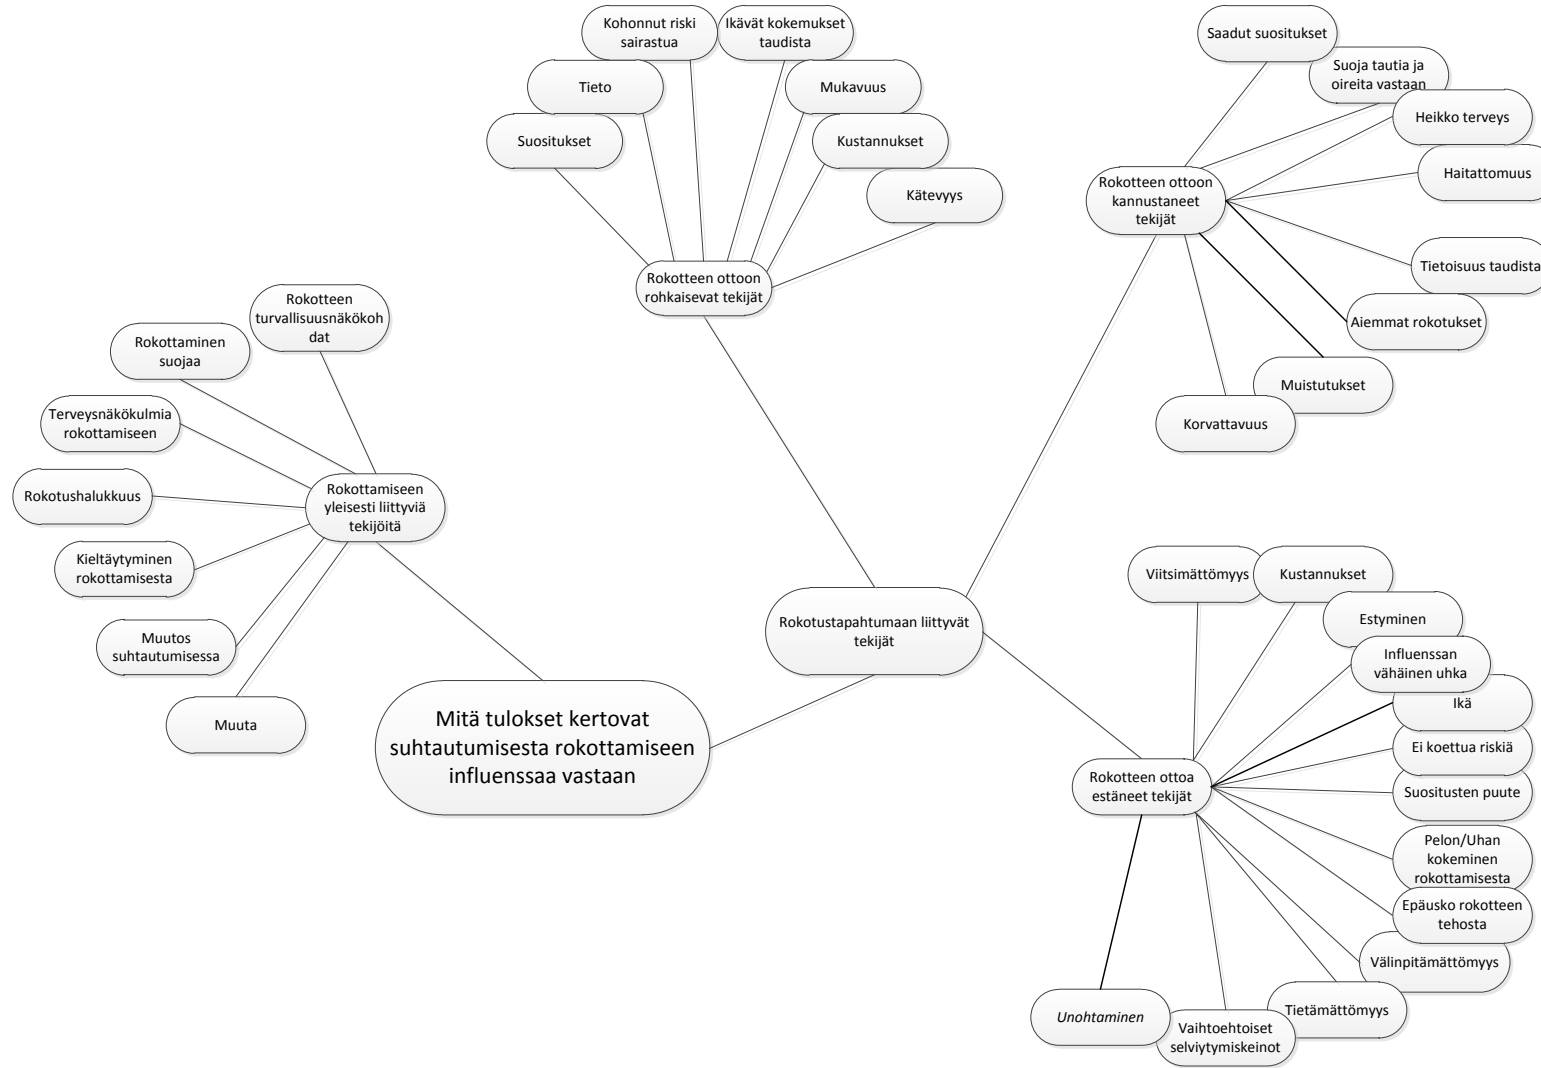 Kohonnut riski
sairastua
Ikävät kokemukset
taudista
Tieto
Mukavuus
Suositukset
Kustannukset
Kätevyys
Rokotteen ottoon
rohkaisevat tekijät
Saadut suositukset
Suoja tautia ja
oireita vastaan
Heikko terveys
Haitattomuus
Rokotteen ottoon
kannustaneet
tekijät
Tietoisuus taudista
Aiemmat rokotukset
Muistutukset
Korvattavuus
Rokotteen
turvallisuusnäkökoh
dat
Rokottaminen
suojaa
Terveysnäkökulmia
rokottamiseen
Rokotushalukkuus
Rokottamiseen
yleisesti liittyviä
tekijöitä
Kieltäytyminen
rokottamisesta
Muutos
suhtautumisessa
Muuta
Mitä tulokset kertovat
suhtautumisesta rokottamiseen
influenssaa vastaan
Rokotustapahtumaan liittyvät
tekijät
Viitsimättömyys
Kustannukset
Estyminen
Influenssan
vähäinen uhka
Ikä
Ei koettua riskiä
Rokotteen ottoa
estäneet tekijät
Suositusten puute
Pelon/Uhan
kokeminen
rokottamisesta
Epäusko rokotteen
tehosta
Välinpitämättömyys
Tietämättömyys
Vaihtoehtoiset
selviytymiskeinot
Unohtaminen